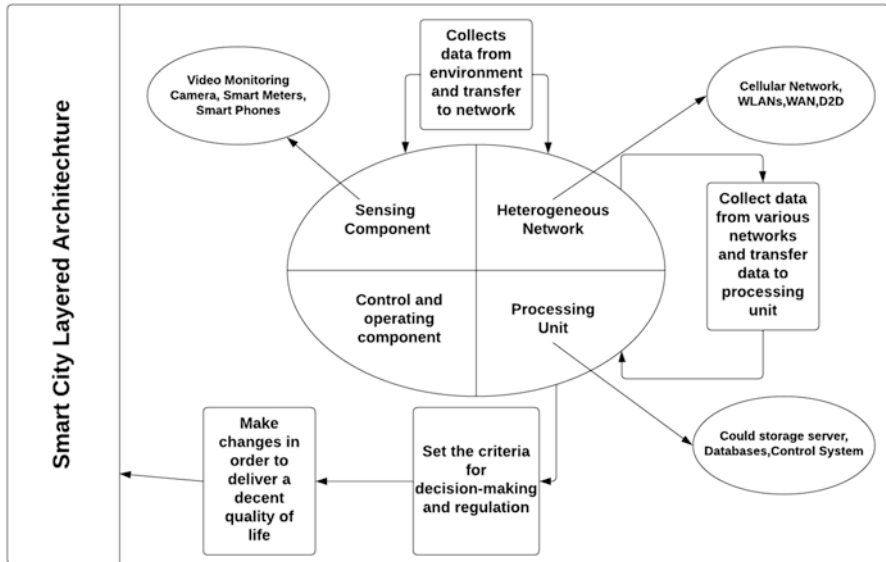 Smart City Layered Architechture
Collects
data from
environment
and transfer
to network
Video Monitoring
Camera, Smart Meters,
Smart Phones
Cellular Network,
WLANs,WAN,D2D
Sensing
Component
Heterogeneous
Network
Collect data
from various
networks
and transfer
data to
processing
unit
Control and
operating
component
Processing
Unit
Make
changes in
order to
deliver a
decent
quality of
life
Set the criteria
for
decision-making
and regulation
Could storage server,
Databases,Control System